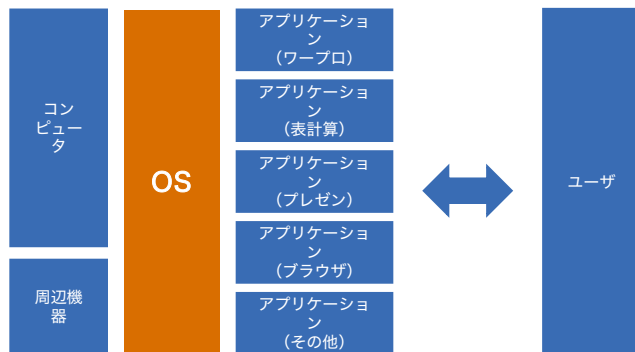 コン
ピュー
タ
周辺機
器
OS
アプリケーショ
ン
（ワープロ）
アプリケーショ
ン
（表計算）
アプリケーショ
ン
（プレゼン）
アプリケーショ
ン
（ブラウザ）
アプリケーショ
ン
（その他）
ユーザ